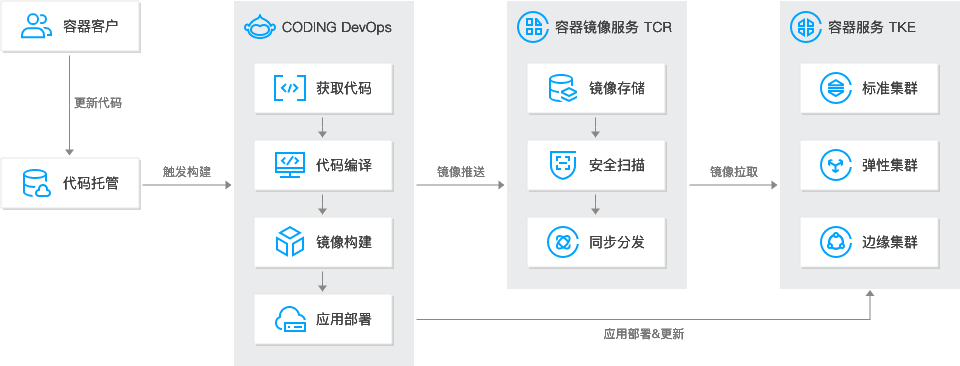 容器客户
更新代码
代码托管
触发构建
CODING DevOps
获取代码
代码编译
镜像构建
应用部署
镜像推送
容器镜像服务 TCR
镜像存储
安全扫描
同步分发
镜像拉取
容器服务 TKE
标准集群
弹性集群
边缘集群
应用部署&更新